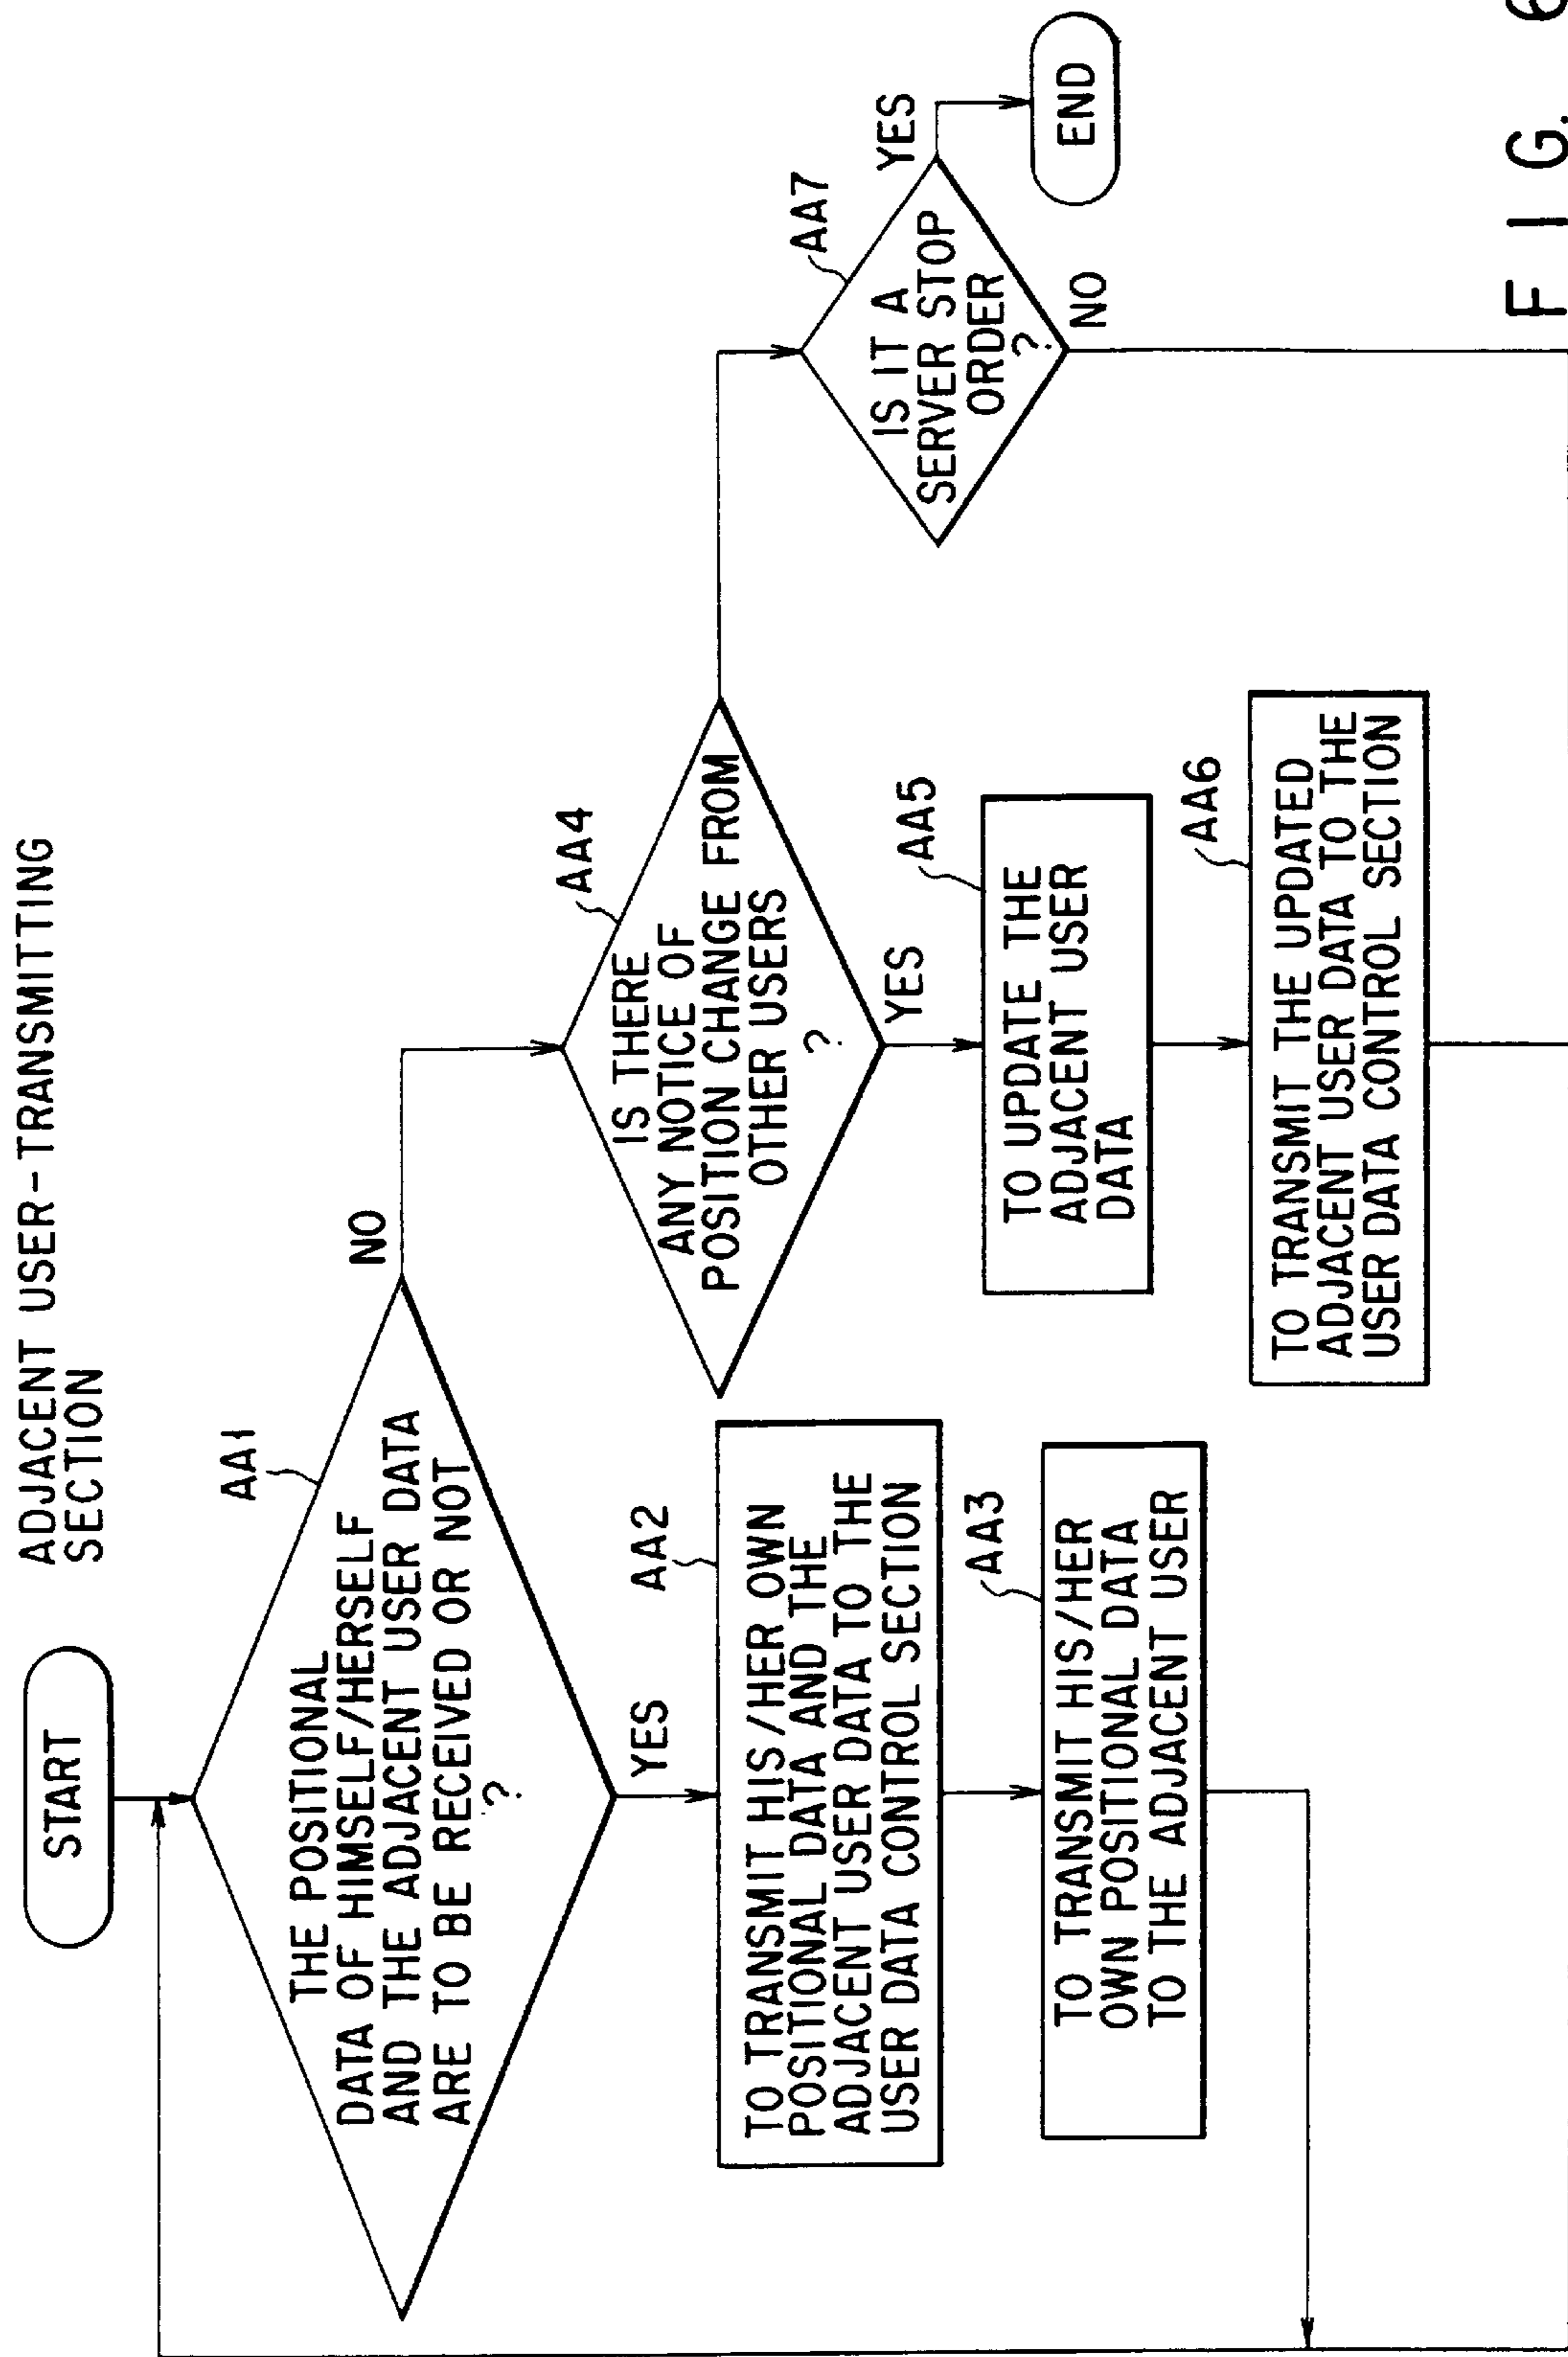 ADJACENT USER-TRANSMITTING
SECTION
START
AA1
THE POSITIONAL
DATA OF HIMSELF/HERSELF
AND THE ADJACENT USER DATA
ARE TO BE RECEIVED OR NOT
?
NO
YES
AA2
TO TRANSMIT HIS/HER OWN
POSITIONAL DATA AND THE
ADJACENT USER DATA TO THE
USER DATA CONTROL SECTION
AA3
TO TRANSMIT HIS/HER
OWN POSITIONAL DATA
TO THE ADJACENT USER
AA4
IS THERE
ANY NOTICE OF
POSITION CHANGE FROM
OTHER USERS
?
YES
AA5
TO UPDATE THE
ADJACENT USER
DATA
AA6
TO TRANSMIT THE UPDATED
ADJACENT USER DATA TO THE
USER DATA CONTROL SECTION
AA7
IS IT A
SERVER STOP
ORDER
?
YES
NO
END
FIG. 6